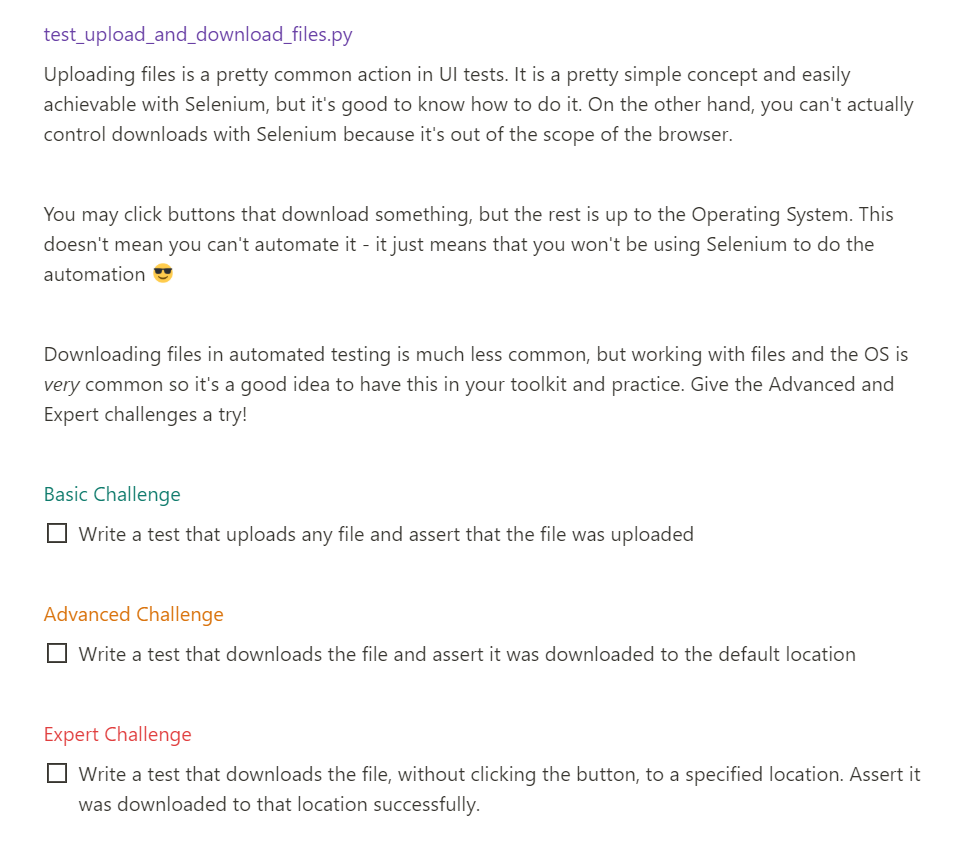 test_upload_and_download_files.py
Uploading files is a pretty common action in UI tests. It is a pretty simple concept and easily
achievable with Selenium, but it's good to know how to do it. On the other hand, you can't actually
control downloads with Selenium because it's out of the scope of the browser.
You may click buttons that download something, but the rest is up to the Operating System. This
doesn't mean you can't automate it - it just means that you won't be using Selenium to do the
automation 😎
Downloading files in automated testing is much less common, but working with files and the OS is
very common so it's a good idea to have this in your toolkit and practice. Give the Advanced and
Expert challenges a try!
Basic Challenge
Write a test that uploads any file and assert that the file was uploaded
Advanced Challenge
Write a test that downloads the file and assert it was downloaded to the default location
Expert Challenge
Write a test that downloads the file, without clicking the button, to a specified location. Assert it
was downloaded to that location successfully.